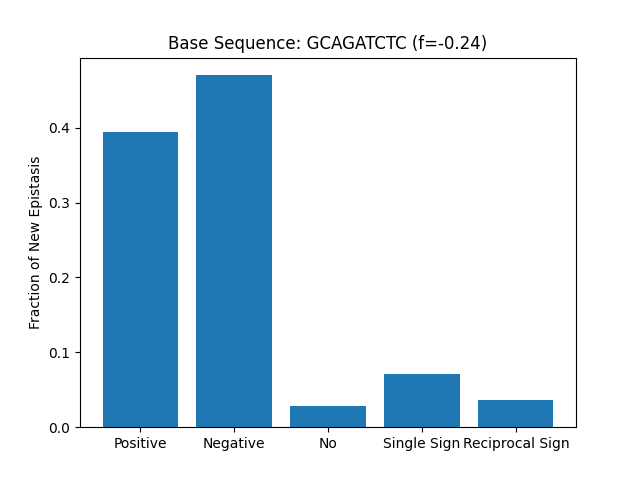 Base Sequence: GCAGATCTC (f=-0.24)
Fraction of New Epistasis
0.4
0.3
0.2
0.1
0.0
Positive Negative No Single Sign Reciprocal Sign